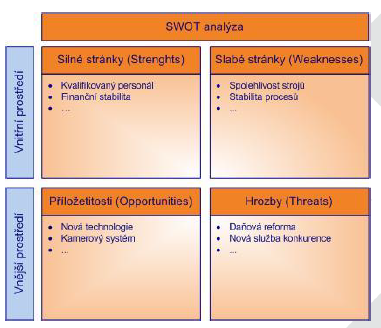 SWOT analýza
Vnitřní prostředí
Silné stránky (Strenghts)
• Kvalifikovaný personál
• Finanční stabilita
• ...
Slabé stránky (Weaknesses)
• Spolehlivost strojů
• Stabilita procesů
• ...
Vnější prostředí
Příložetitosti (Opportunities)
• Nová technologie
• Kamerový systém
• ...
Hrozby (Threats)
• Daňová reforma
• Nová služba konkurence
• ...